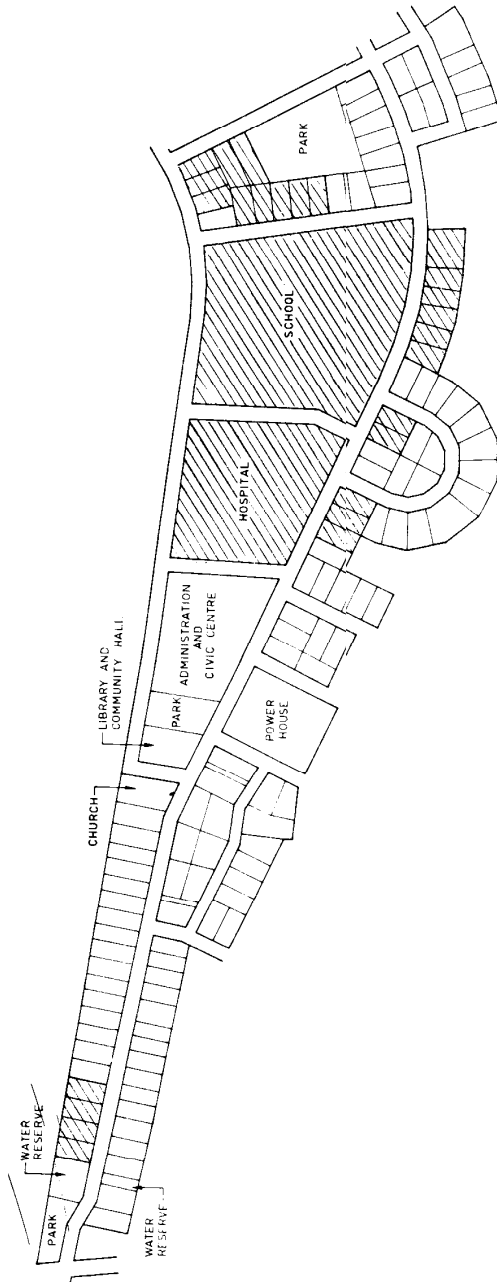 PARK
WATER
RESERVE
WATER
RESERVE
CHURCH
LIBRARY AND
COMMUNITY HALL
PARK
ADMINISTRATION
AND
CIVIC CENTRE
POWER
HOUSE
HOSPITAL
SCHOOL
PARK